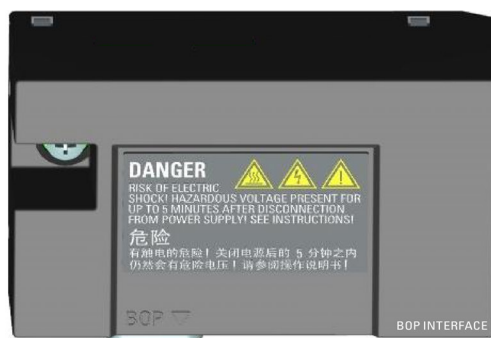 DANGER
RISK OF ELECTRIC
SHOCK! HAZARDOUS VOLTAGE PRESENT FOR
UP TO 5 MINUTES AFTER DISCONNECTION
FROM POWER SUPPLY! SEE INSTRUCTIONS!
危险
有触电的危险! 关闭电源后的 5 分钟之内
仍然会有危险电压! 请参阅操作说明书!
BOP
BOP INTERFACE